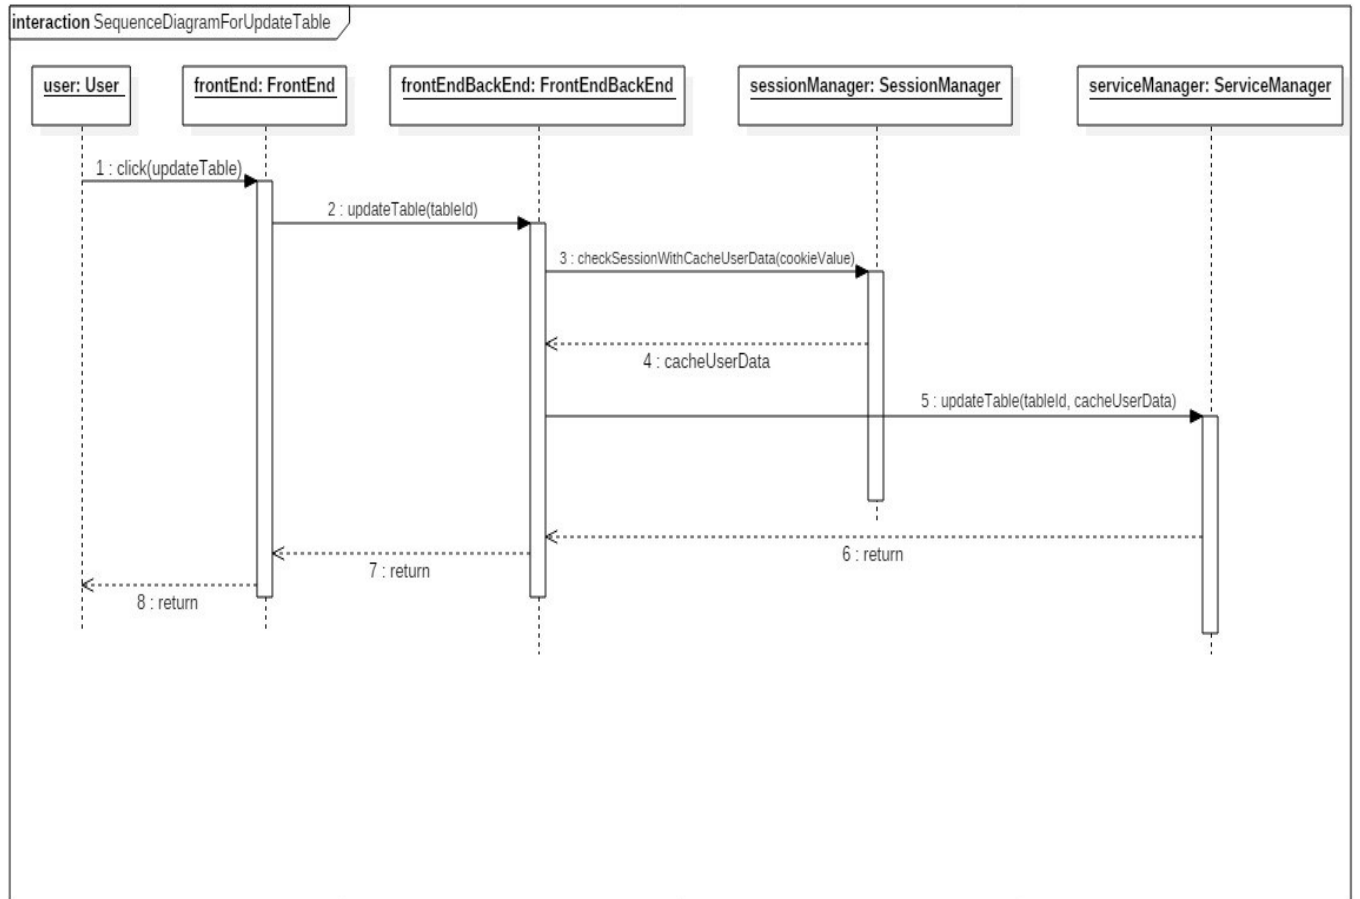 interaction SequenceDiagramForUpdateTable
user: User
frontEnd: FrontEnd
frontEndBackEnd: FrontEndBackEnd
sessionManager: SessionManager
serviceManager: ServiceManager
1 : click(updateTable)
2 : updateTable(tableId)
3 : checkSessionWithCacheUserData(cookieValue)
4 : cacheUserData
5 : updateTable(tableId, cacheUserData)
6 : return
7 : return
8 : return